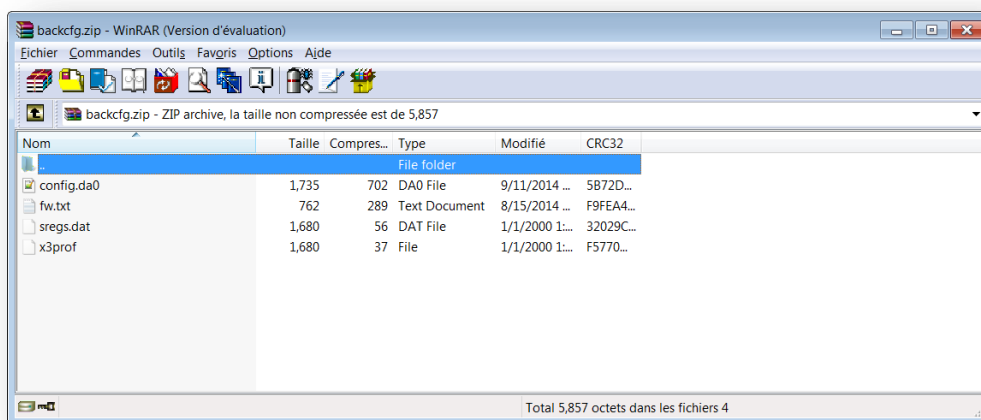 backcfg.zip - WinRAR (Version d'évaluation)
Fichier Commandes Outils Favoris Options Aide
backcfg.zip - ZIP archive, la taille non compressée est de 5,857
Nom Taille Compres... Type Modifié CRC32
.. File folder
config.da0 1,735 702 DA0 File 9/11/2014 ... 5B72D...
fw.txt 762 289 Text Document 8/15/2014 ... F9FEA4...
sregs.dat 1,680 56 DAT File 1/1/2000 1:... 32029C...
x3prof 1,680 37 File 1/1/2000 1:... F5770...
Total 5,857 octets dans les fichiers 4